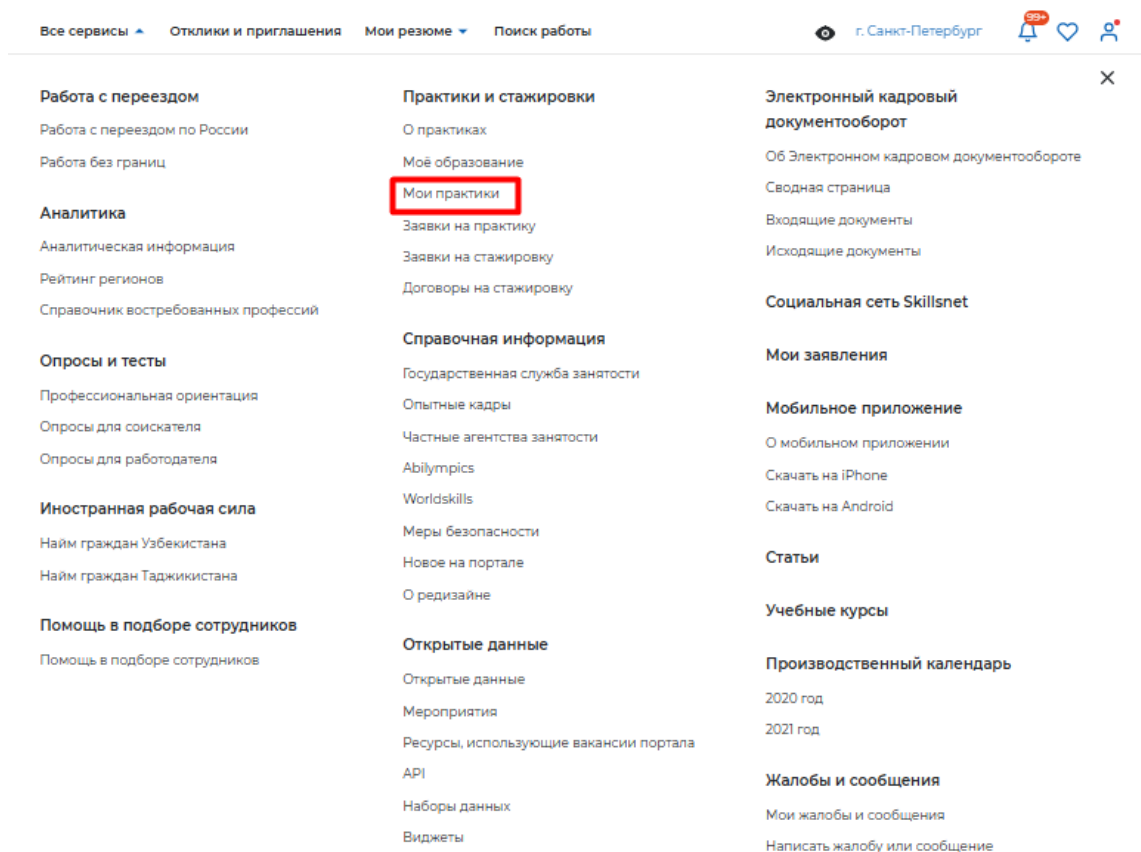 Все сервисы Отклики и приглашения Мои резюме Поиск работы г. Санкт-Петербург 99+
Работа с переездом
Работа с переездом по России
Работа без границ
Аналитика
Аналитическая информация
Рейтинг регионов
Справочник востребованных профессий
Опросы и тесты
Профессиональная ориентация
Опросы для соискателя
Опросы для работодателя
Иностранная рабочая сила
Найм граждан Узбекистана
Найм граждан Таджикистана
Помощь в подборе сотрудников
Помощь в подборе сотрудников
Практики и стажировки
О практиках
Моё образование
Мои практики
Заявки на практику
Заявки на стажировку
Договоры на стажировку
Справочная информация
Государственная служба занятости
Опытные кадры
Частные агентства занятости
Abilympics
Worldskills
Меры безопасности
Новое на портале
О редизайне
Открытые данные
Открытые данные
Мероприятия
Ресурсы, использующие вакансии портала
API
Наборы данных
Виджеты
Электронный кадровый
документооборот
Об Электронном кадровом документообороте
Сводная страница
Входящие документы
Исходящие документы
Социальная сеть Skillsnet
Мои заявления
Мобильное приложение
О мобильном приложении
Скачать на iPhone
Скачать на Android
Статьи
Учебные курсы
Производственный календарь
2020 год
2021 год
Жалобы и сообщения
Мои жалобы и сообщения
Написать жалобу или сообщение